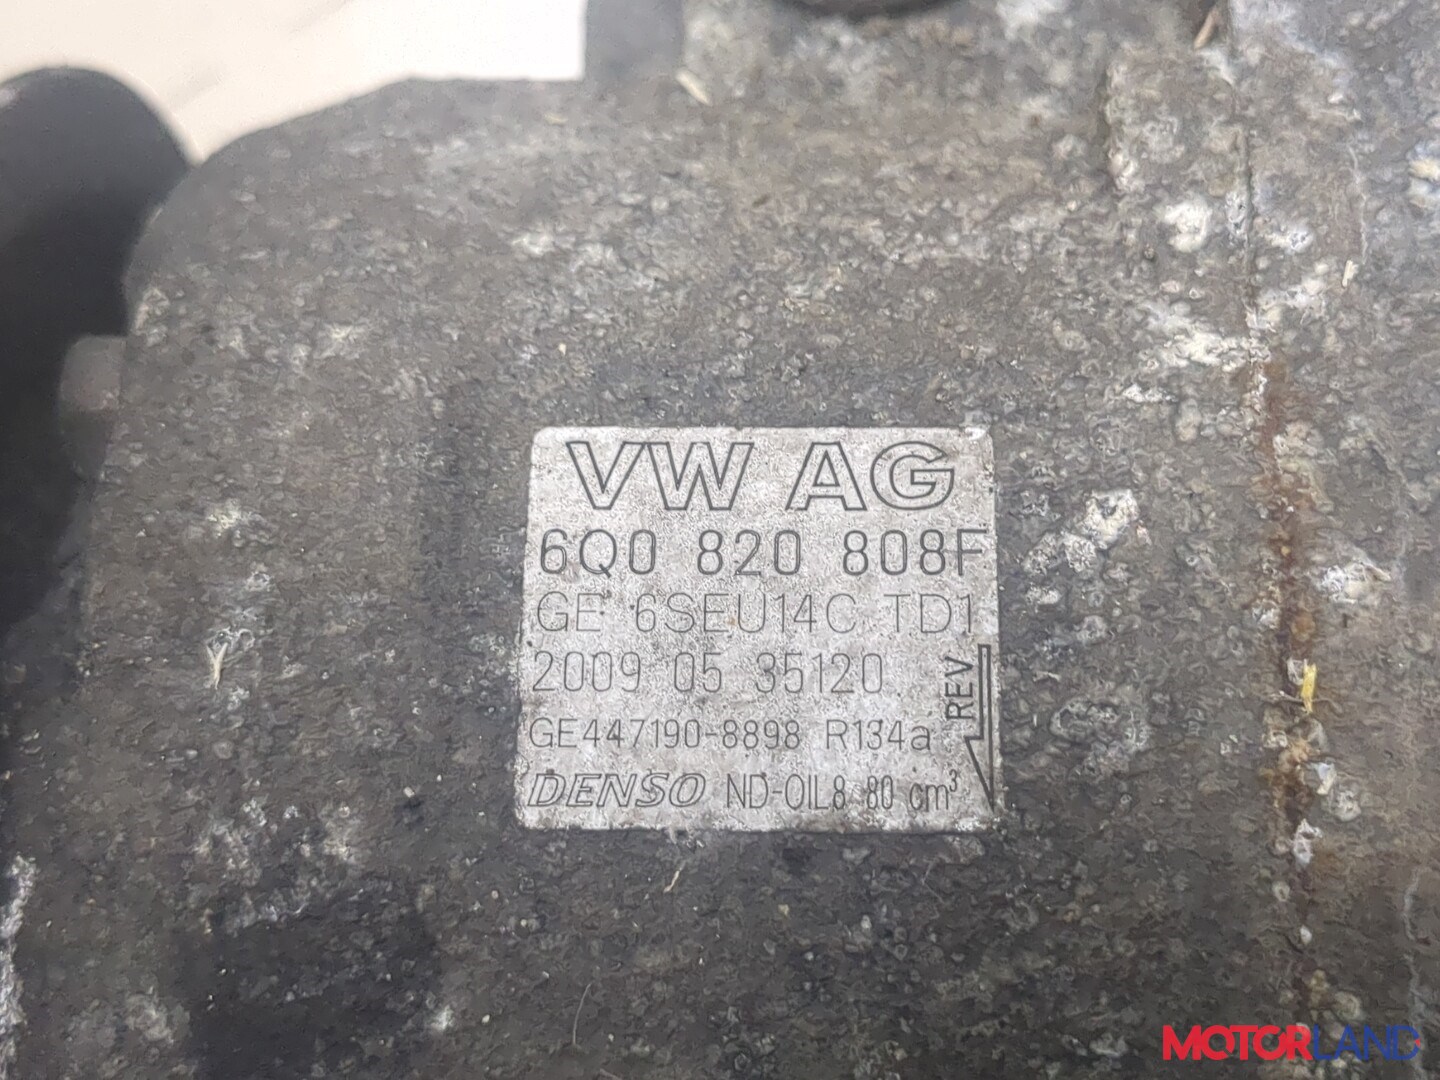 VW AG
6Q0 820 808F
GE 6SEU14C TD1
2009 05 35120
REV
GE447190-8898 R134a
DENSO ND-OIL8 80 cm³
MOTORLAND